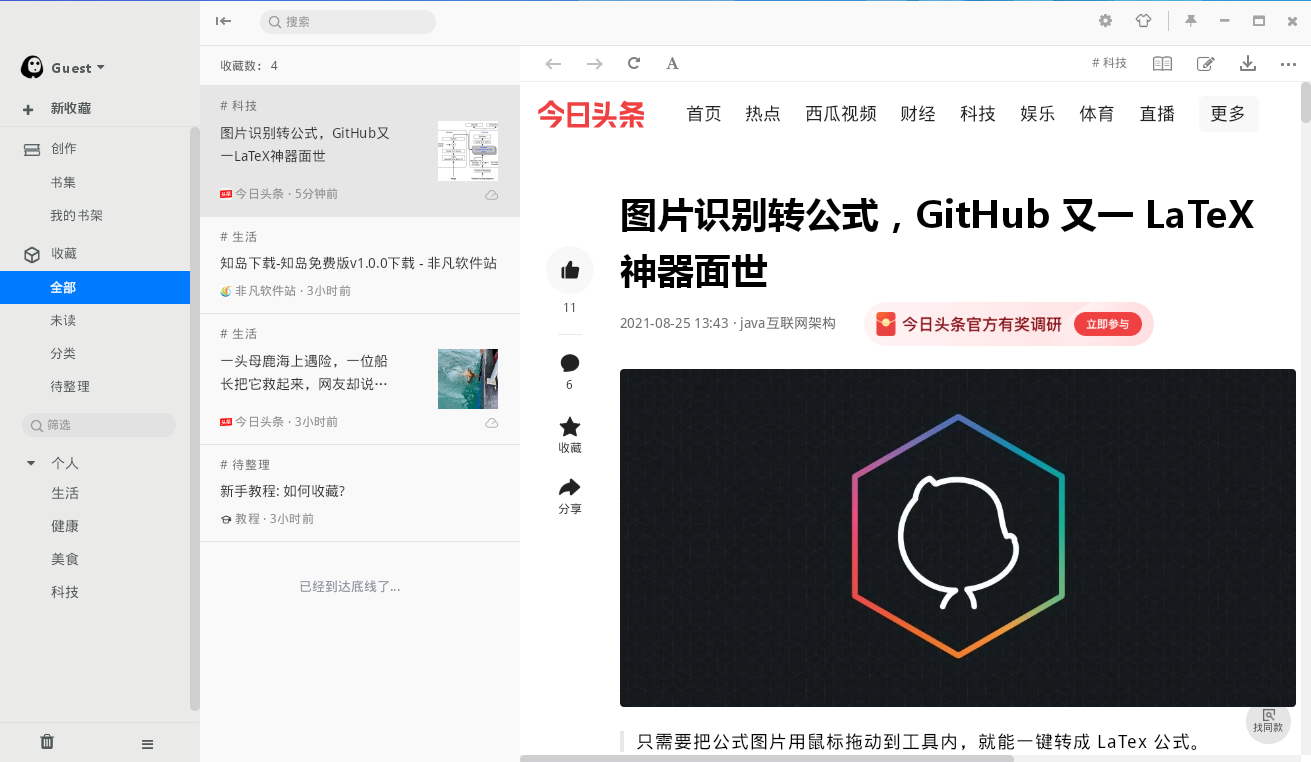 Guest
新收藏
创作
书集
我的书架
收藏
全部
未读
分类
待整理
筛选
个人
生活
健康
美食
科技
搜索
收藏数: 4
# 科技
图片识别转公式，GitHub又
一LaTeX神器面世
头条 今日头条 · 5分钟前
# 生活
知岛下载-知岛免费版v1.0.0下载 - 非凡软件站
非凡软件站 · 3小时前
# 生活
一头母鹿海上遇险，一位船
长把它救起来，网友却说…
头条 今日头条 · 3小时前
# 待整理
新手教程: 如何收藏?
教程 · 3小时前
已经到达底线了...
A
# 科技
今日头条 首页 热点 西瓜视频 财经 科技 娱乐 体育 直播 更多
图片识别转公式，GitHub 又一 LaTeX
神器面世
2021-08-25 13:43 · java互联网架构
今日头条官方有奖调研 立即参与
11
6
收藏
分享
找同款
只需要把公式图片用鼠标拖动到工具内，就能一键转成 LaTex 公式。